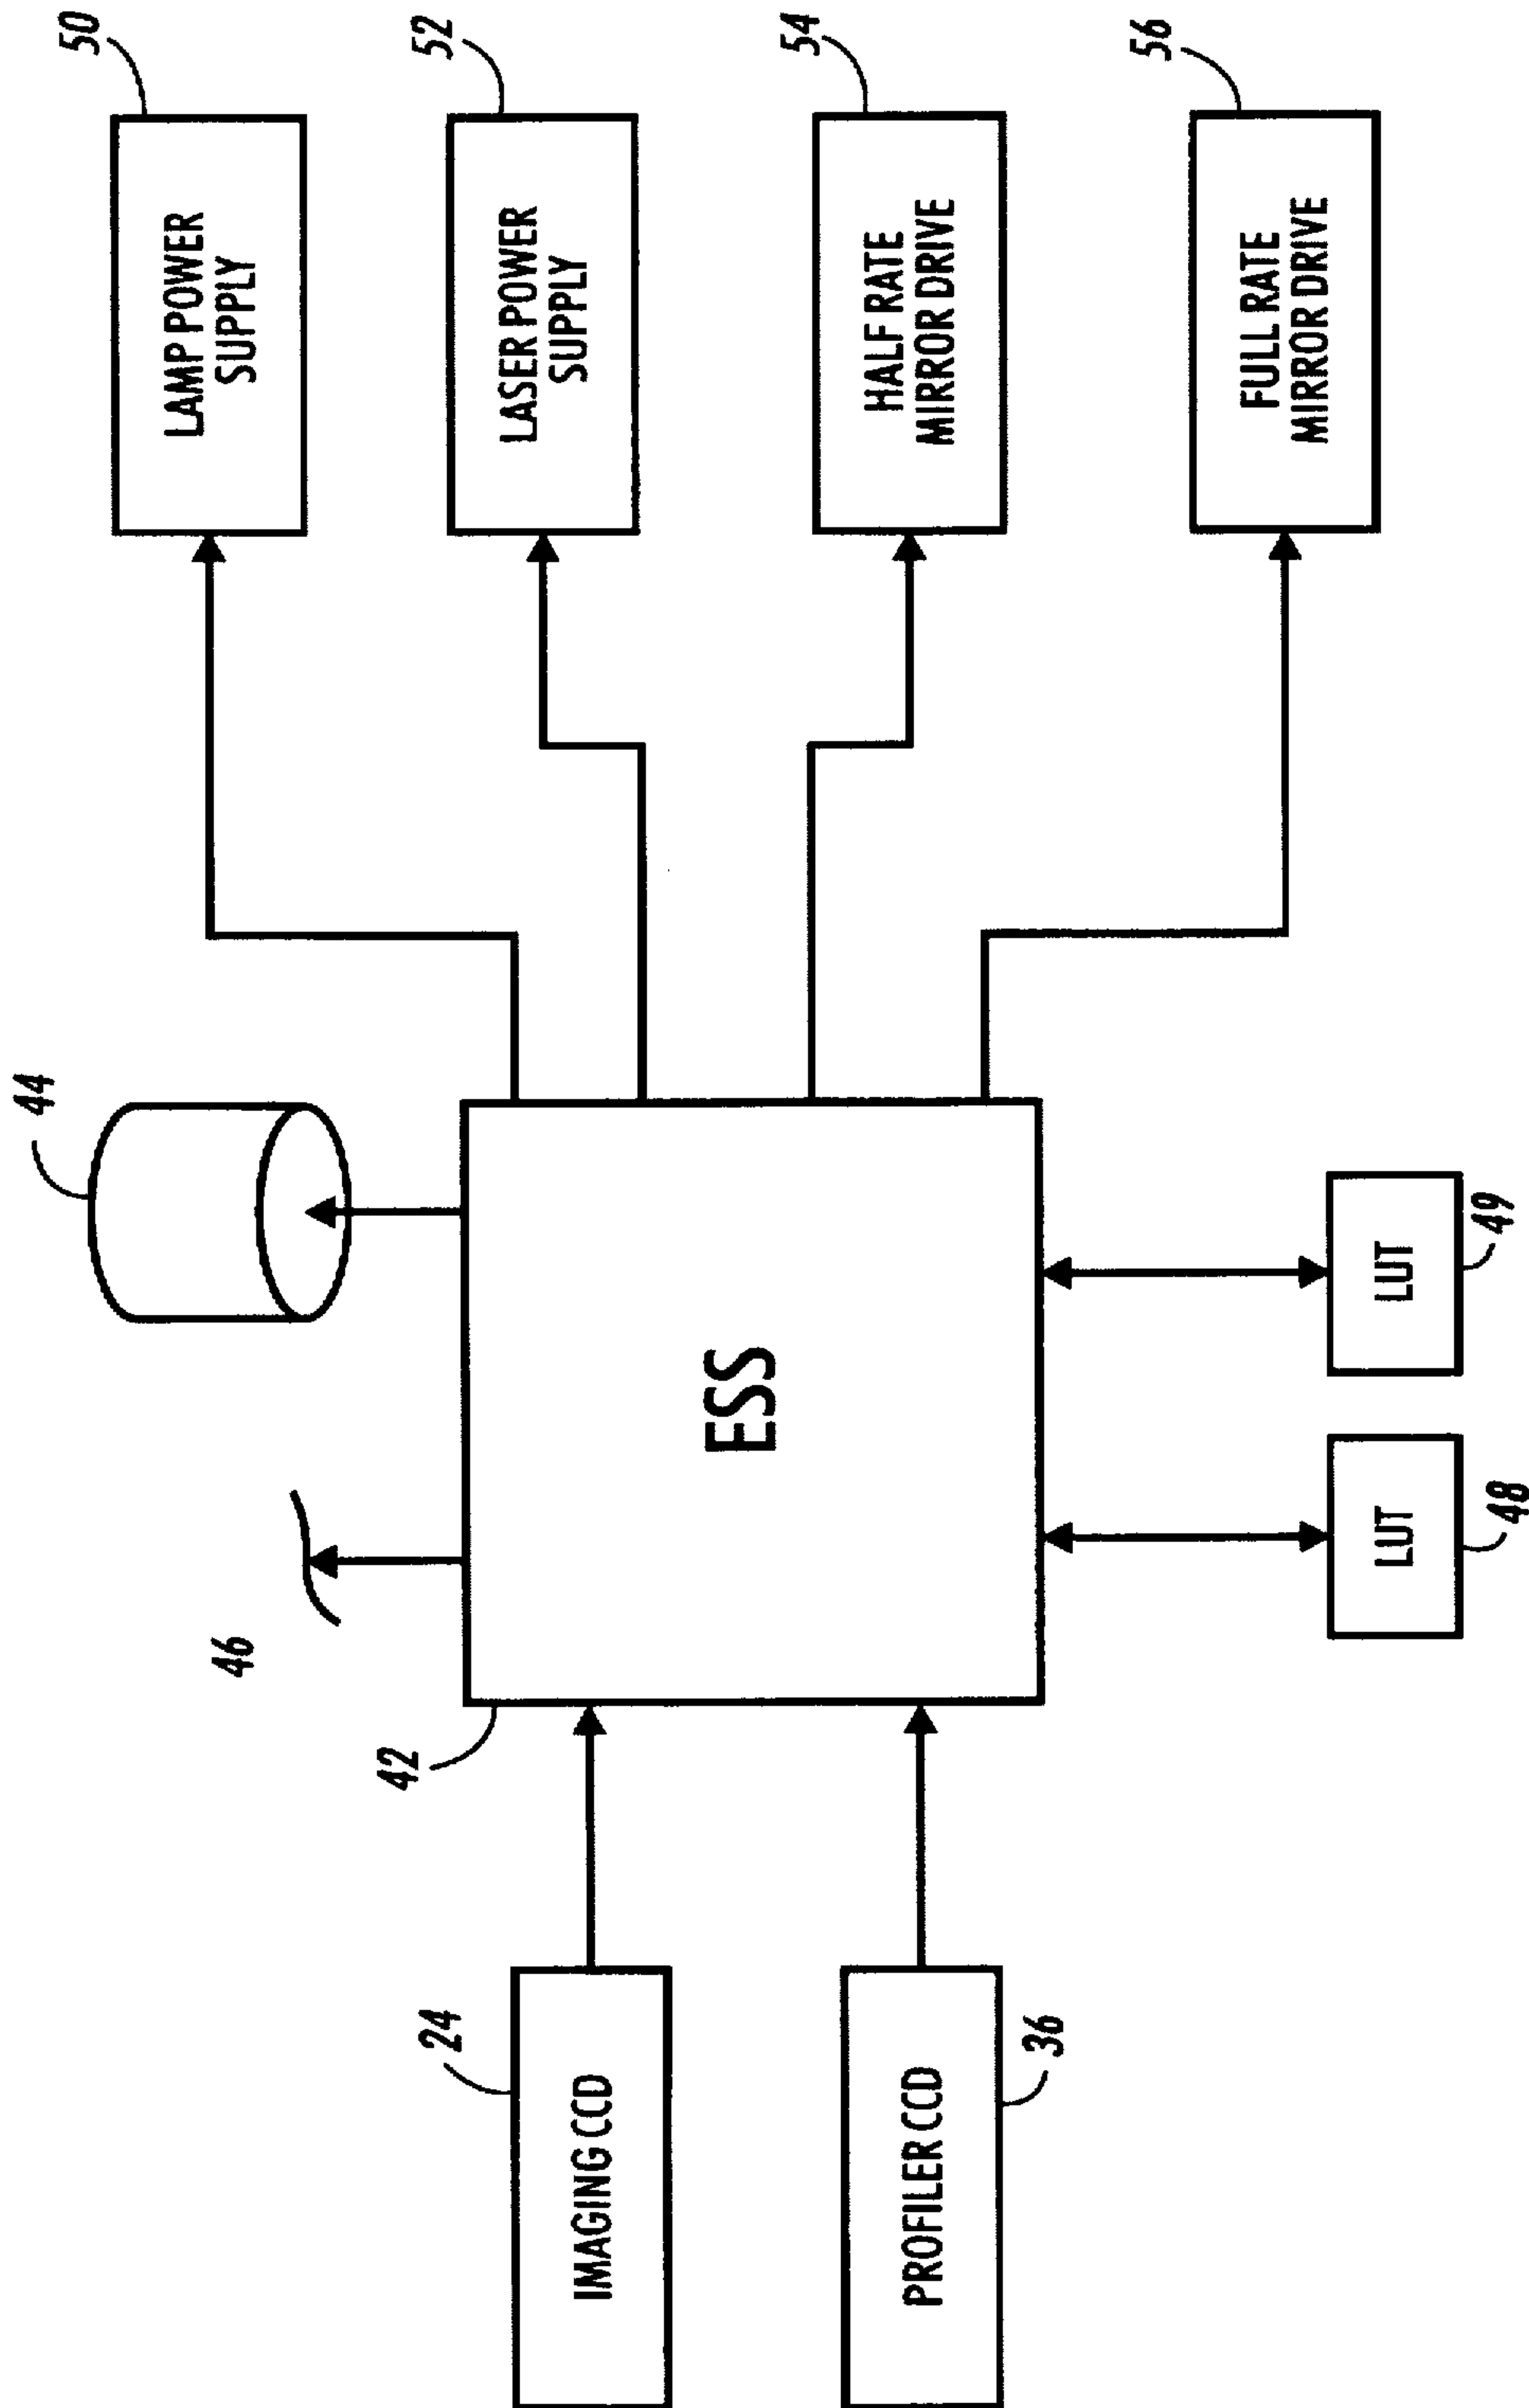 50
LAMP POWER
SUPPLY
52
LASER POWER
SUPPLY
54
HALF RATE
MIRROR DRIVE
56
FULL RATE
MIRROR DRIVE
44
46
42
ESS
49
LUT
48
LUT
24
IMAGING CCD
36
PROFILER CCD